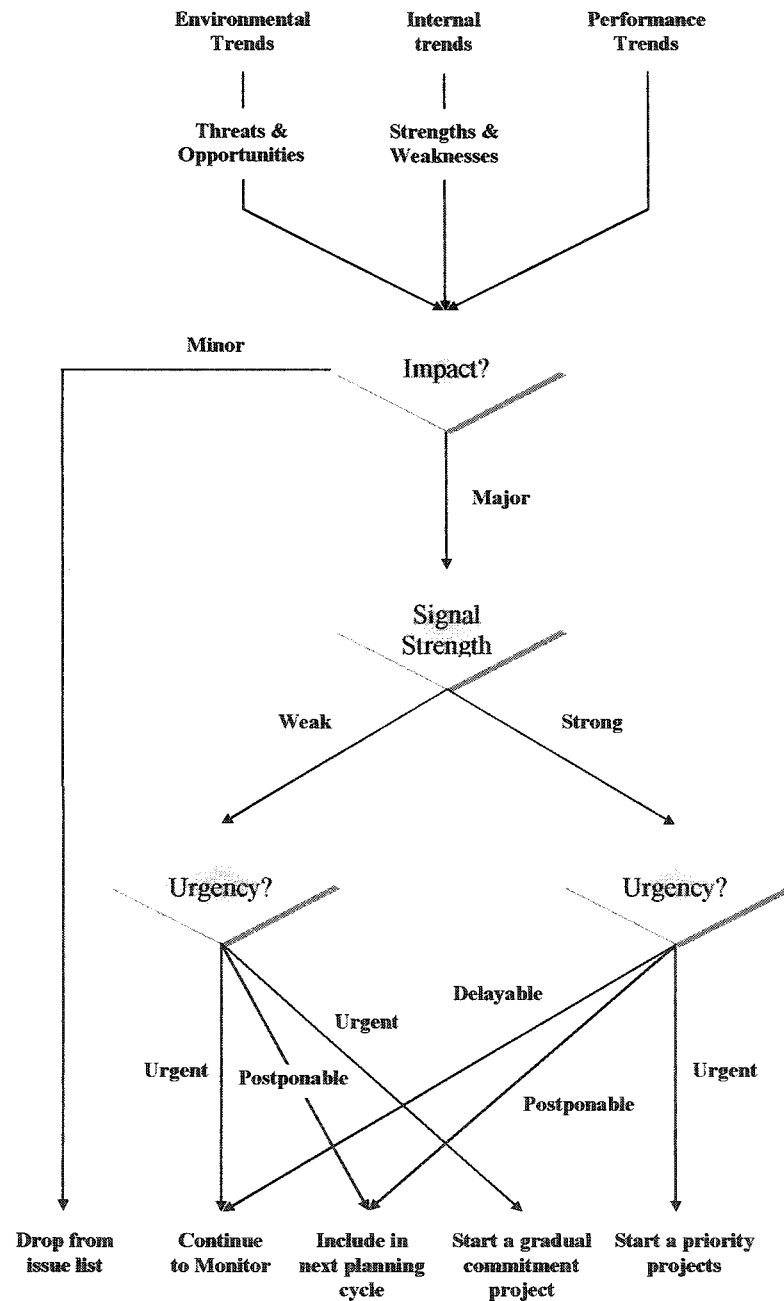 Environmental
Trends
Internal
trends
Performance
Trends
Threats &
Opportunities
Strengths &
Weaknesses
Minor
Impact?
Major
Signal
Strength
Weak
Strong
Urgency?
Urgency?
Delayable
Urgent
Urgent
Postponable
Urgent
Postponable
Drop from
issue list
Continue
to Monitor
Include in
next planning
cycle
Start a gradual
commitment
project
Start a priority
projects